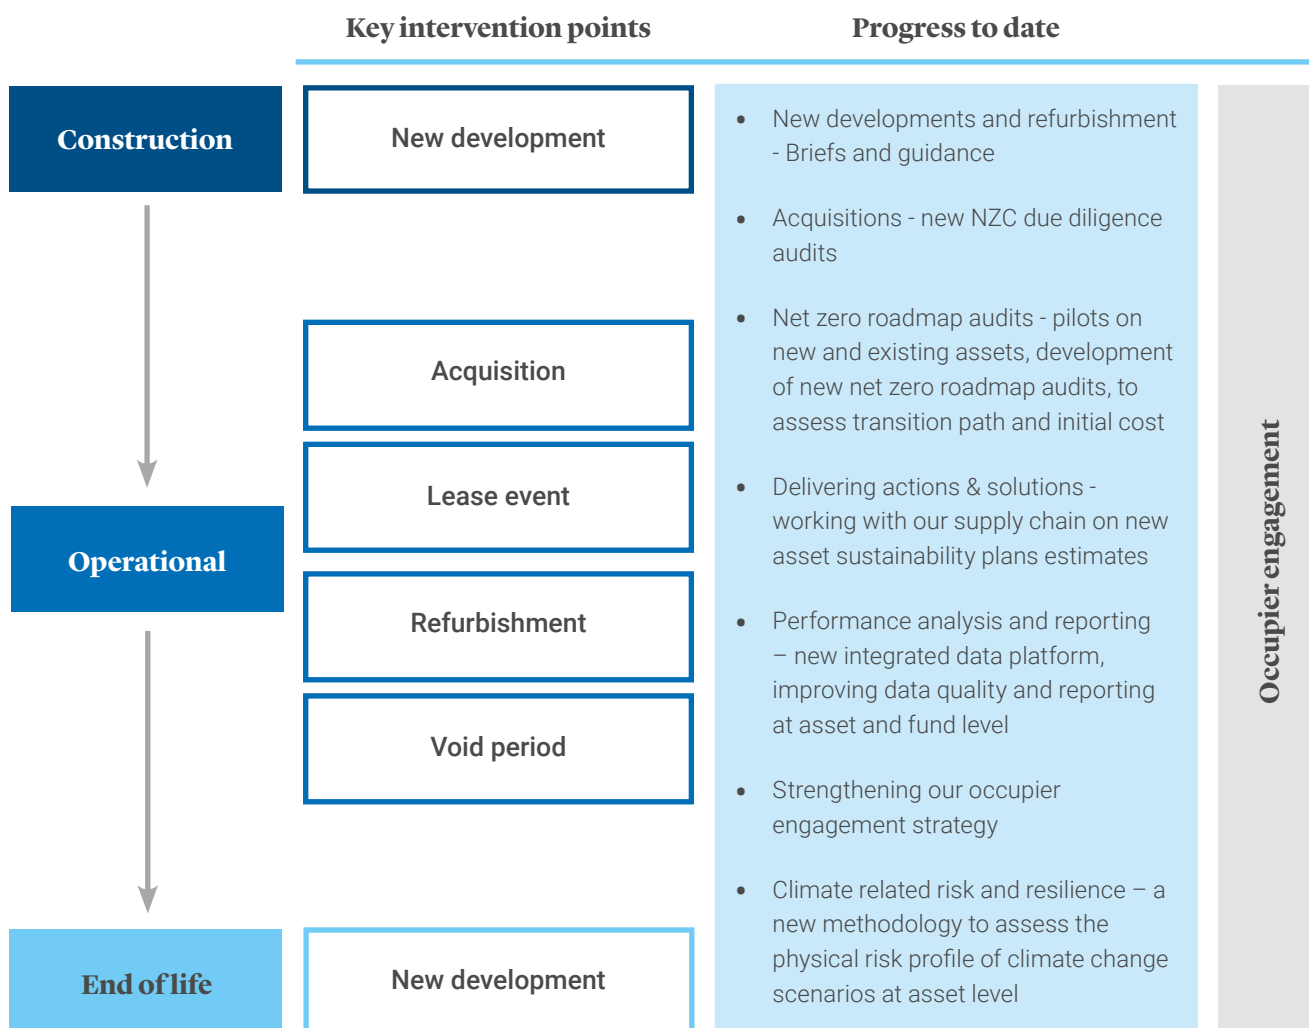 Key intervention points
Progress to date
Construction
New development
Acquisition
Lease event
Operational
Refurbishment
Void period
End of life
New development
• New developments and refurbishment
- Briefs and guidance
• Acquisitions - new NZC due diligence
audits
• Net zero roadmap audits - pilots on
new and existing assets, development
of new net zero roadmap audits, to
assess transition path and initial cost
• Delivering actions & solutions -
working with our supply chain on new
asset sustainability plans estimates
• Performance analysis and reporting
– new integrated data platform,
improving data quality and reporting
at asset and fund level
• Strengthening our occupier
engagement strategy
• Climate related risk and resilience – a
new methodology to assess the
physical risk profile of climate change
scenarios at asset level
Occupier engagement